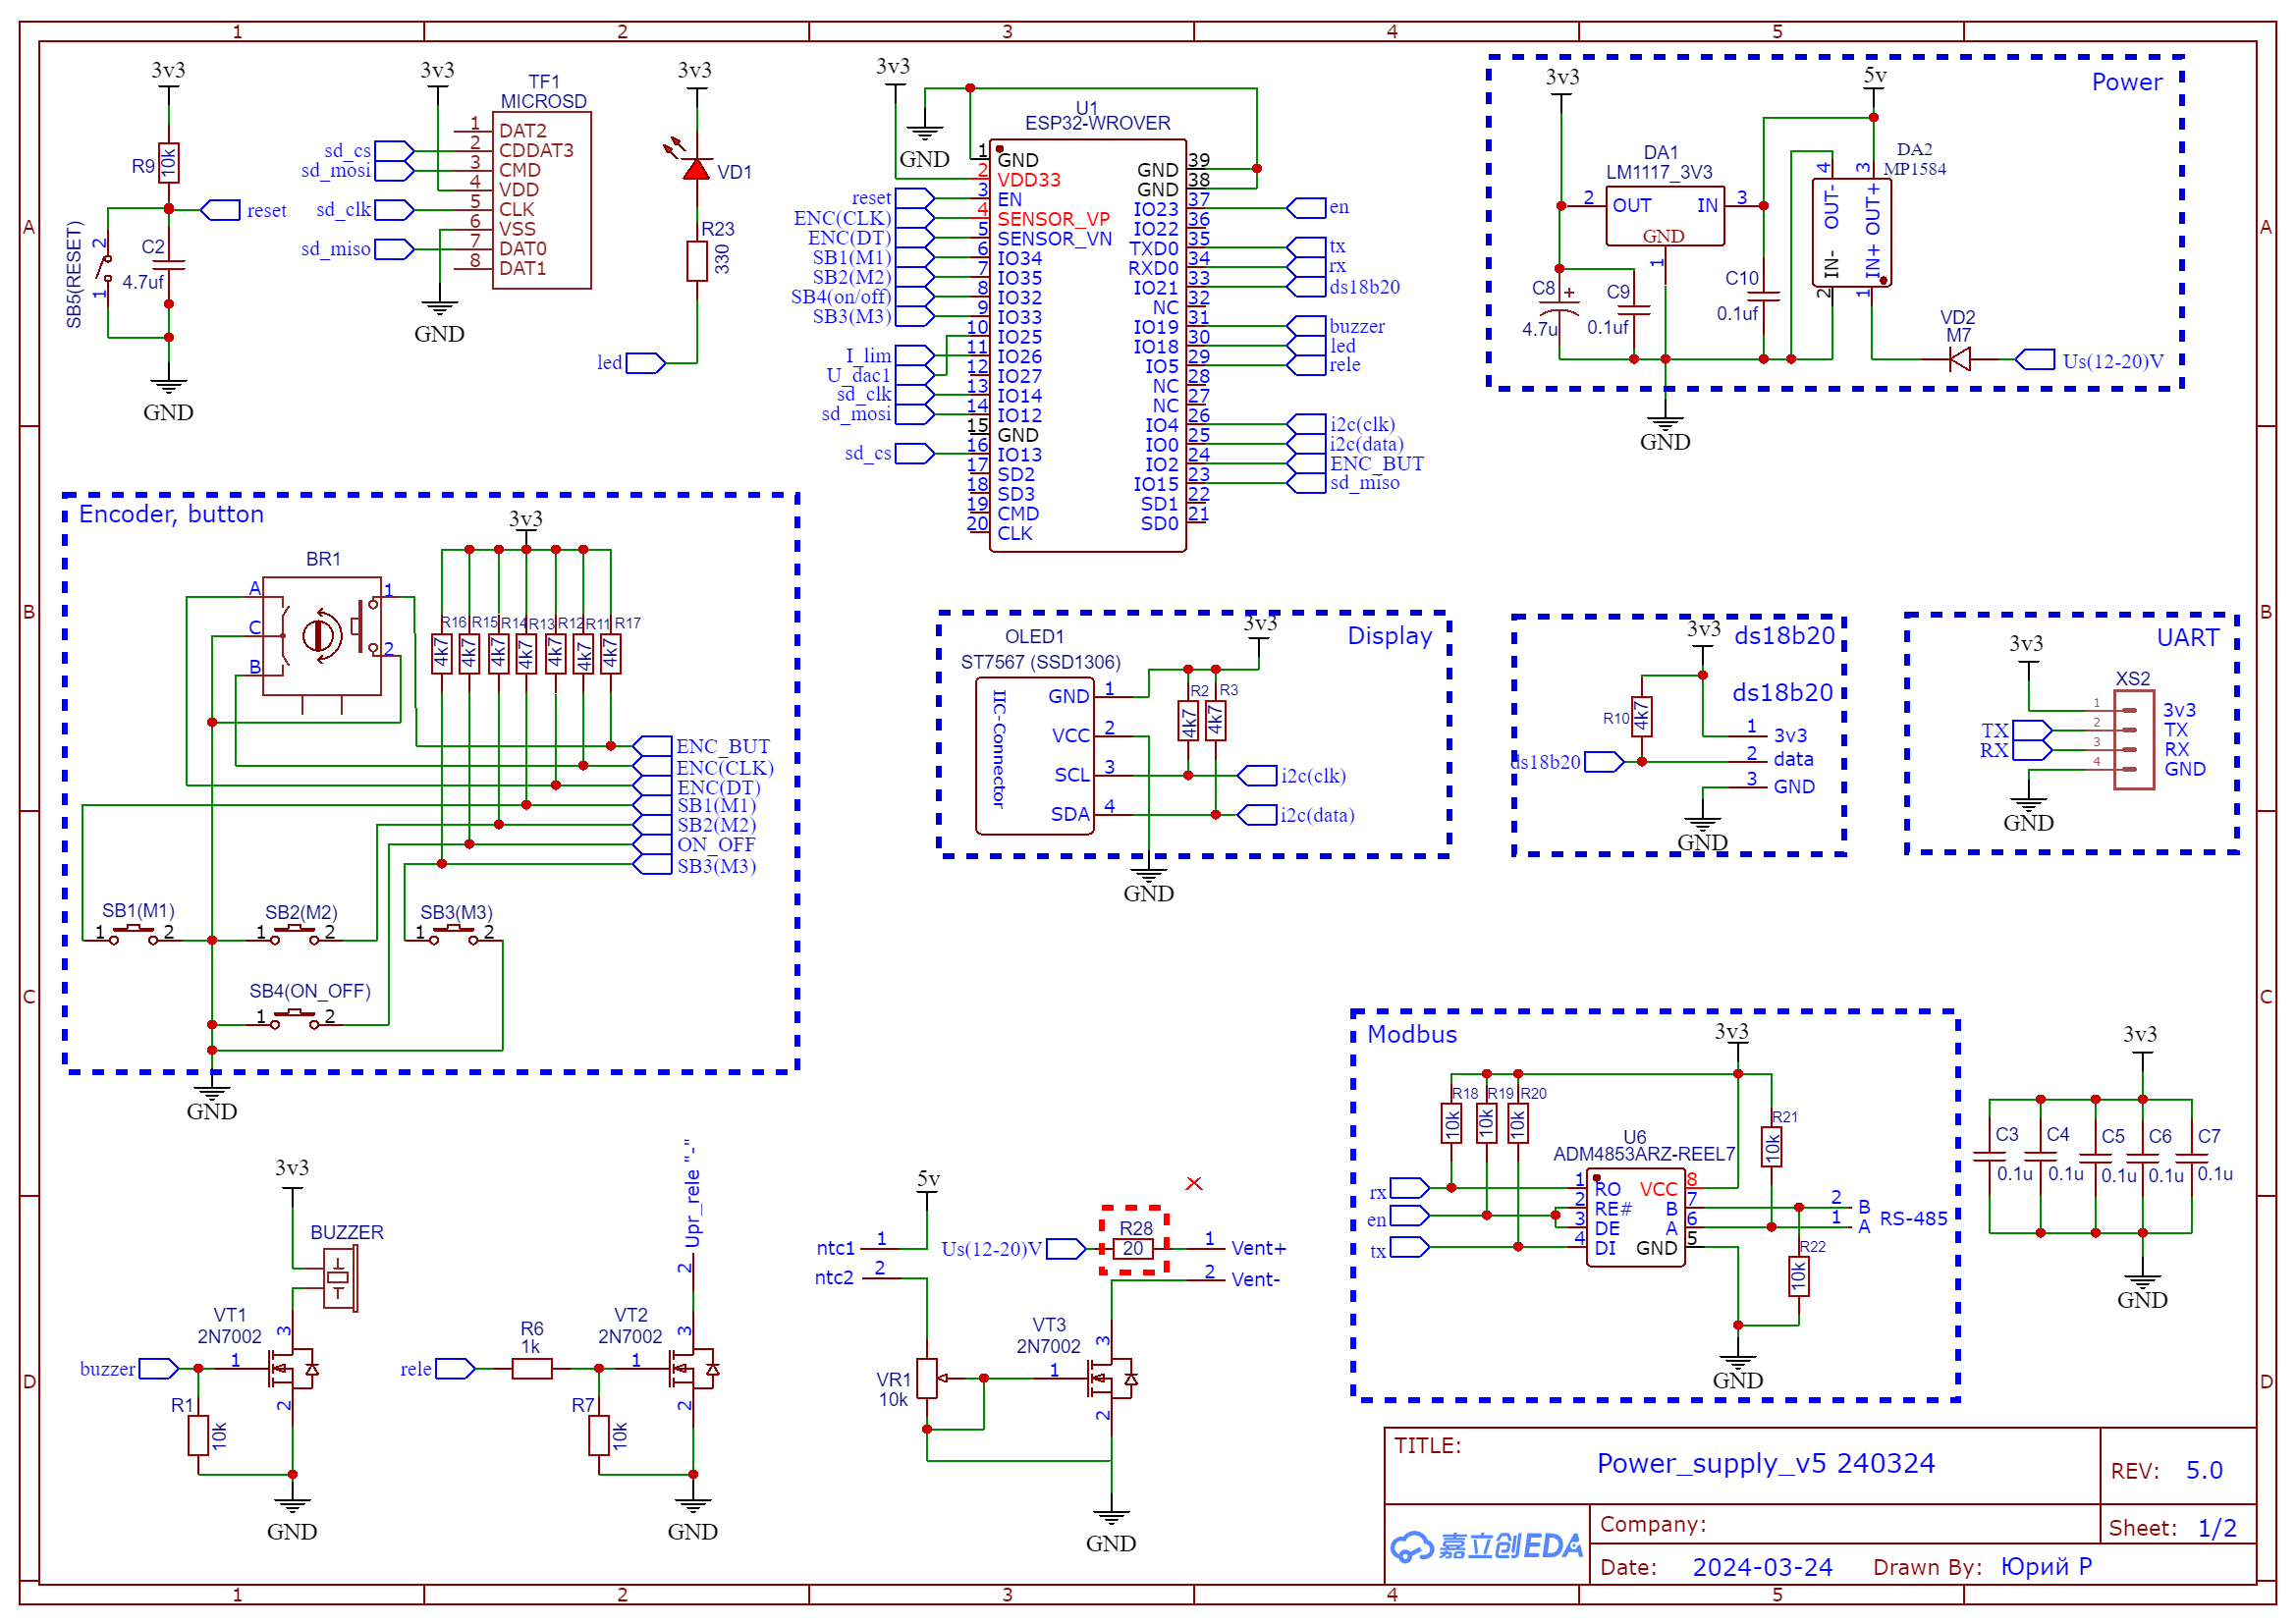 1 2 3 4 5
A
B
C
D
3v3
R9
10k
reset
SB5(RESET)
2
1
C2
4.7uf
GND
3v3
TF1
MICROSD
sd_cs
sd_mosi
sd_clk
sd_miso
1 DAT2
2 CDDAT3
3 CMD
4 VDD
5 CLK
6 VSS
7 DAT0
8 DAT1
GND
3v3
VD1
R23
330
led
3v3
GND
U1
ESP32-WROVER
reset
ENC(CLK)
ENC(DT)
SB1(M1)
SB2(M2)
SB4(on/off)
SB3(M3)
I_lim
U_dac1
sd_clk
sd_mosi
sd_cs
1 GND
2 VDD33
3 EN
4 SENSOR_VP
5 SENSOR_VN
6 IO34
7 IO35
8 IO32
9 IO33
10 IO25
11 IO26
12 IO27
13 IO14
14 IO12
15 GND
16 IO13
17 SD2
18 SD3
19 CMD
20 CLK
GND 39
GND 38
IO23 37
IO22 36
TXD0 35
RXD0 34
IO21 33
NC 32
IO19 31
IO18 30
IO5 29
NC 28
NC 27
IO4 26
IO0 25
IO2 24
IO15 23
SD1 22
SD0 21
en
tx
rx
ds18b20
buzzer
led
rele
i2c(clk)
i2c(data)
ENC_BUT
sd_miso
Power
3v3
5v
DA1
LM1117_3V3
2 OUT IN 3
GND
1
DA2
MP1584
4 3
OUT- OUT+
IN- IN+
2 1
C8
4.7u
C9
0.1uf
C10
0.1uf
VD2
M7
Us(12-20)V
GND
Encoder, button
3v3
BR1
A
C
B
1
2
R16 R15 R14 R13 R12 R11 R17
4k7 4k7 4k7 4k7 4k7 4k7 4k7
ENC_BUT
ENC(CLK)
ENC(DT)
SB1(M1)
SB2(M2)
ON_OFF
SB3(M3)
SB1(M1)
1 2
SB2(M2)
1 2
SB3(M3)
1 2
SB4(ON_OFF)
1 2
GND
Display
3v3
OLED1
ST7567 (SSD1306)
IIC-Connector
GND 1
VCC 2
SCL 3
SDA 4
R2
4k7
R3
4k7
i2c(clk)
i2c(data)
GND
ds18b20
3v3
ds18b20
R10
4k7
ds18b20
1 3v3
2 data
3 GND
GND
UART
3v3
XS2
TX
RX
1 3v3
2 TX
3 RX
4 GND
GND
Modbus
3v3
R18 R19 R20
10k 10k 10k
R21
10k
U6
ADM4853ARZ-REEL7
rx
en
tx
1 RO
2 RE#
3 DE
4 DI
VCC 8
B 7
A 6
GND 5
2 B
1 A
RS-485
R22
10k
GND
3v3
C3 C4 C5 C6 C7
0.1u 0.1u 0.1u 0.1u 0.1u
GND
3v3
BUZZER
VT1
2N7002
3
1
2
buzzer
R1
10k
GND
Upr_rele "-"
2
VT2
2N7002
3
1
2
rele
R6
1k
R7
10k
GND
5v
ntc1 1
ntc2 2
Us(12-20)V
R28
20
1 Vent+
2 Vent-
VT3
2N7002
3
1
2
VR1
10k
GND
TITLE:
Power_supply_v5 240324
REV: 5.0
嘉立创EDA
Company:
Sheet: 1/2
Date: 2024-03-24 Drawn By: Юрий Р
A
B
C
D
1 2 3 4 5